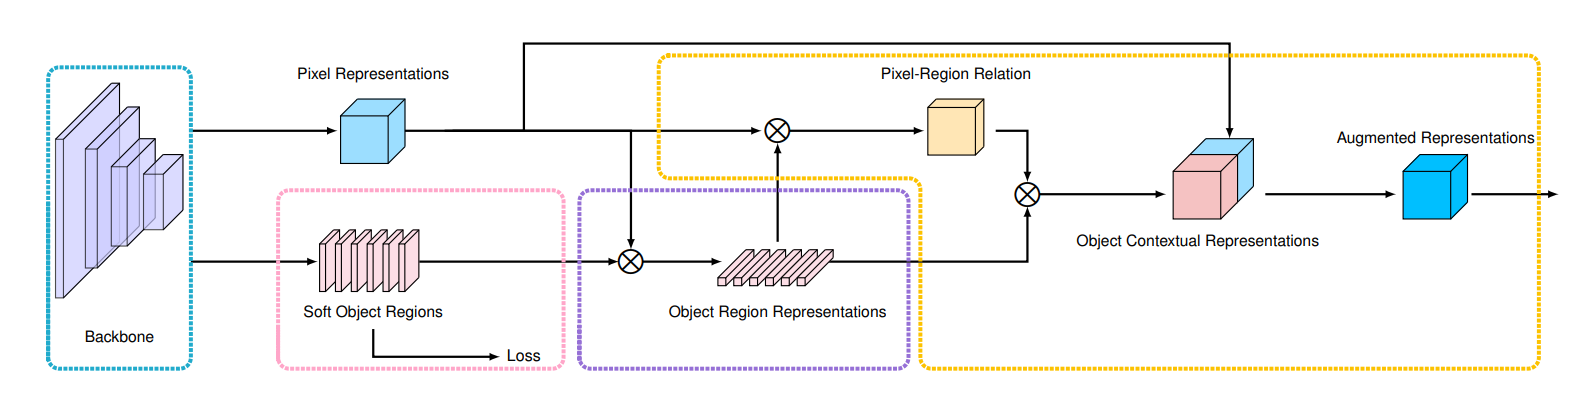 Pixel Representations
Pixel-Region Relation
Augmented Representations
Object Contextual Representations
Soft Object Regions
Object Region Representations
Backbone
Loss